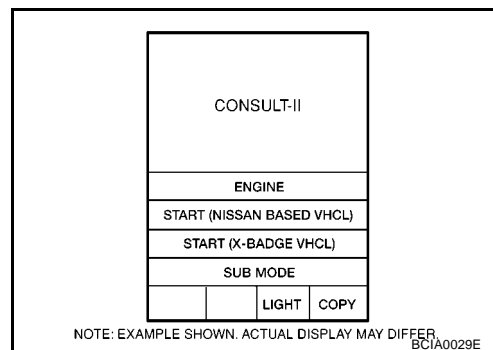 CONSULT-II
ENGINE
START (NISSAN BASED VHCL)
START (X-BADGE VHCL)
SUB MODE
LIGHT COPY
NOTE: EXAMPLE SHOWN. ACTUAL DISPLAY MAY DIFFER.
BCIA0029E